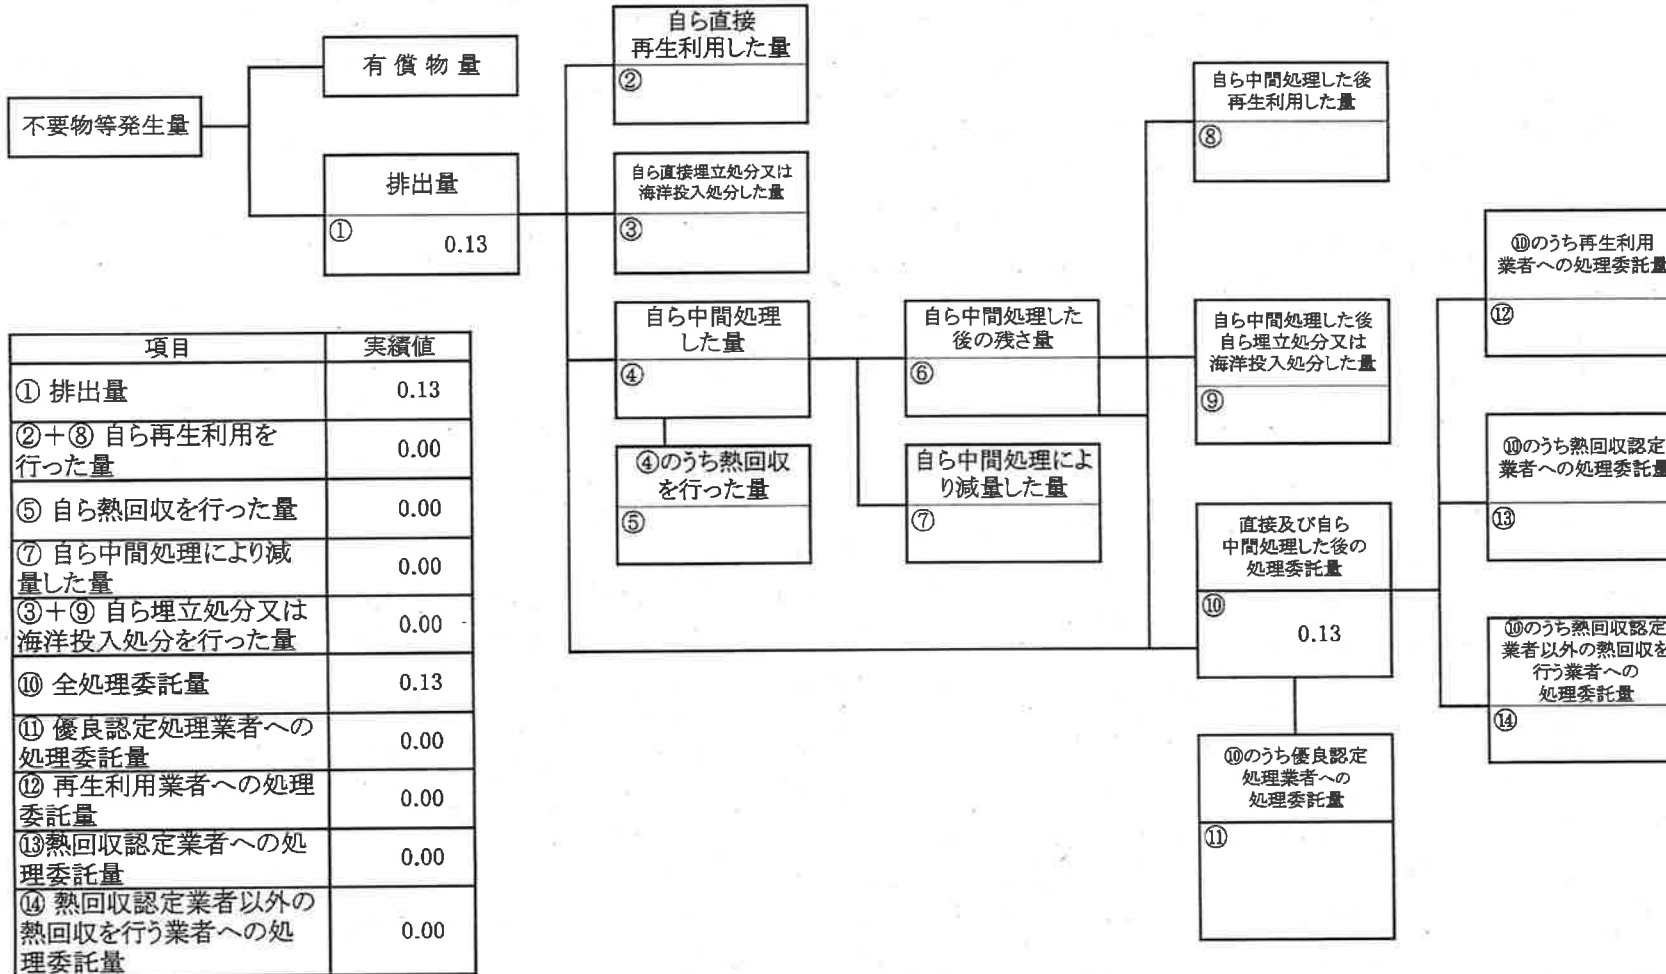 不要物等発生量
有償物量
排出量
①
0.13
自ら直接
再生利用した量
②
自ら直接埋立処分又は
海洋投入処分した量
③
自ら中間処理
した量
④
④のうち熱回収
を行った量
⑤
自ら中間処理した
後の残さ量
⑥
自ら中間処理によ
り減量した量
⑦
自ら中間処理した後
再生利用した量
⑧
自ら中間処理した後
自ら埋立処分又は
海洋投入処分した量
⑨
直接及び自ら
中間処理した後の
処理委託量
⑩
0.13
⑩のうち優良認定
処理業者への
処理委託量
⑪
⑩のうち再生利用
業者への処理委託量
⑫
⑩のうち熱回収認定
業者への処理委託量
⑬
⑩のうち熱回収認定
業者以外の熱回収を
行う業者への
処理委託量
⑭
項目 実績値
① 排出量 0.13
②+⑧ 自ら再生利用を
行った量 0.00
⑤ 自ら熱回収を行った量 0.00
⑦ 自ら中間処理により減
量した量 0.00
③+⑨ 自ら埋立処分又は
海洋投入処分を行った量 0.00
⑩ 全処理委託量 0.13
⑪ 優良認定処理業者への
処理委託量 0.00
⑫ 再生利用業者への処理
委託量 0.00
⑬熱回収認定業者への処
理委託量 0.00
⑭ 熱回収認定業者以外の
熱回収を行う業者への処
理委託量 0.00